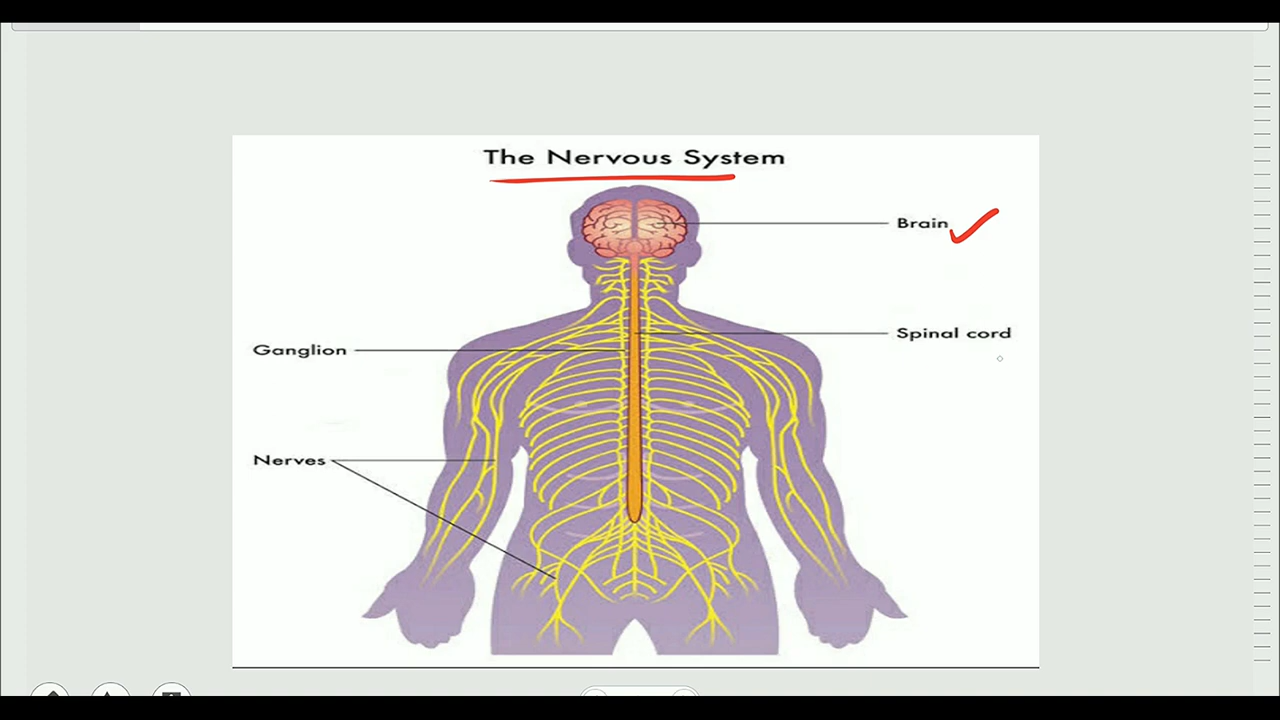 The Nervous System
Brain
Spinal cord
Ganglion
Nerves